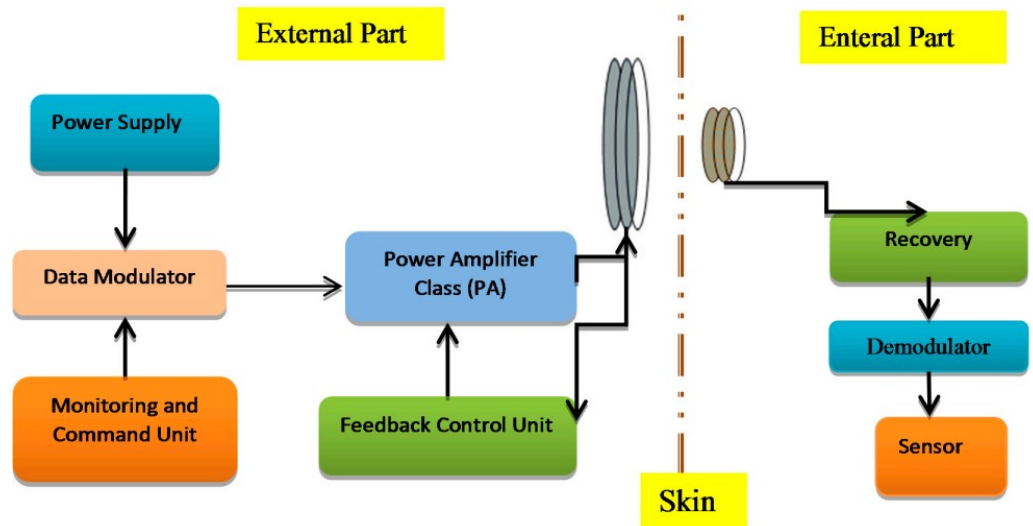 External Part
Enteral Part
Power Supply
Data Modulator
Power Amplifier
Class (PA)
Recovery
Demodulator
Monitoring and
Command Unit
Feedback Control Unit
Sensor
Skin